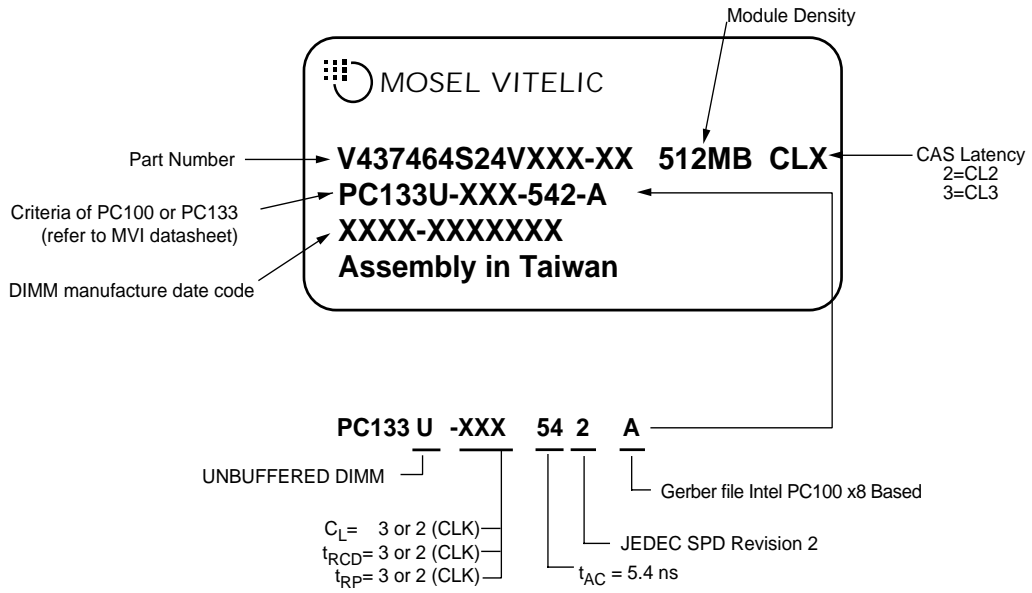 Module Density
MOSEL VITELIC
Part Number
V437464S24VXXX-XX 512MB CLX
CAS Latency
2=CL2
3=CL3
Criteria of PC100 or PC133
(refer to MVI datasheet)
PC133U-XXX-542-A
XXXX-XXXXXXX
DIMM manufacture date code
Assembly in Taiwan
PC133 U -XXX 54 2 A
UNBUFFERED DIMM
Gerber file Intel PC100 x8 Based
CL= 3 or 2 (CLK)
tRCD= 3 or 2 (CLK)
tRP= 3 or 2 (CLK)
JEDEC SPD Revision 2
tAC = 5.4 ns